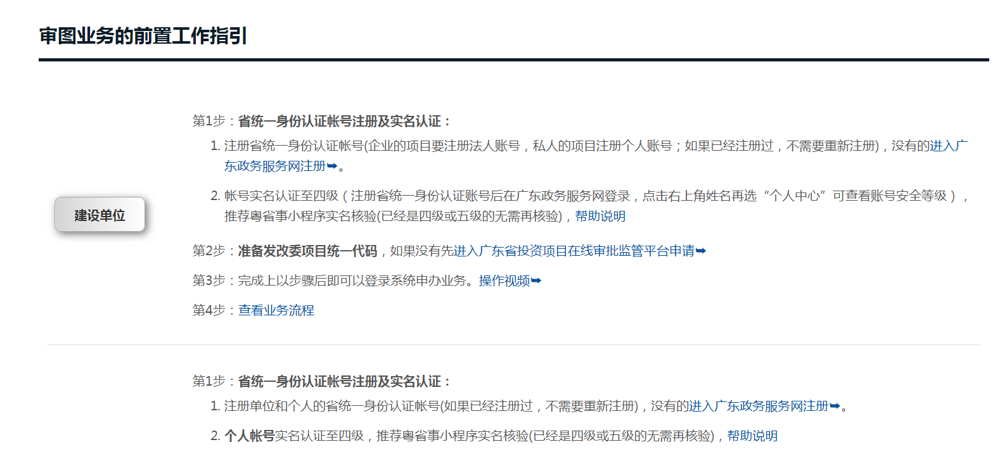 审图业务的前置工作指引
第1步：省统一身份认证帐号注册及实名认证：
1. 注册省统一身份认证帐号(企业的项目要注册法人账号，私人的项目注册个人账号；如果已经注册过，不需要重新注册)，没有的进入广
东政务服务网注册➥。
2. 帐号实名认证至四级（注册省统一身份认证账号后在广东政务服务网登录，点击右上角姓名再选“个人中心”可查看账号安全等级），
推荐粤省事小程序实名核验(已经是四级或五级的无需再核验)，帮助说明
建设单位
第2步：准备发改委项目统一代码，如果没有先进入广东省投资项目在线审批监管平台申请➥
第3步：完成上以步骤后即可以登录系统申办业务。操作视频➥
第4步：查看业务流程
第1步：省统一身份认证帐号注册及实名认证：
1. 注册单位和个人的省统一身份认证帐号(如果已经注册过，不需要重新注册)，没有的进入广东政务服务网注册➥。
2. 个人帐号实名认证至四级，推荐粤省事小程序实名核验(已经是四级或五级的无需再核验)，帮助说明